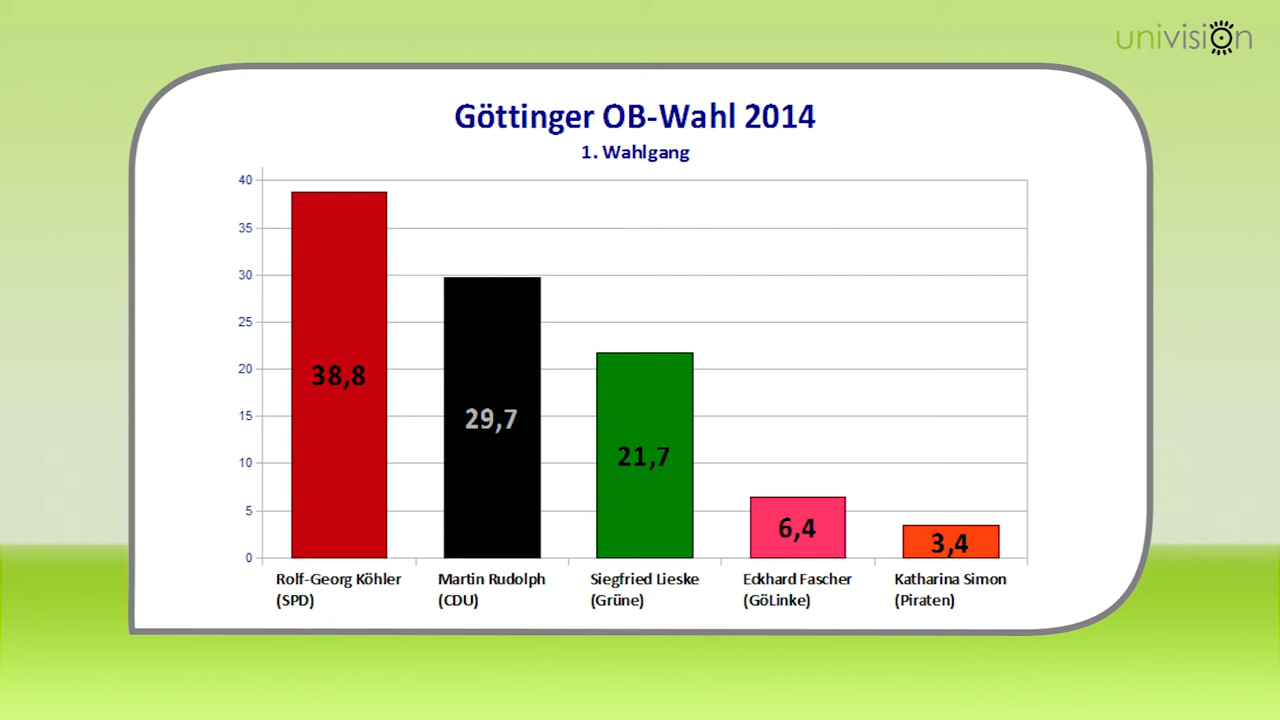 univision
Göttinger OB-Wahl 2014
1. Wahlgang
40
35
30
25
20
15
10
5
0
38,8
29,7
21,7
6,4
3,4
Rolf-Georg Köhler
(SPD)
Martin Rudolph
(CDU)
Siegfried Lieske
(Grüne)
Eckhard Fascher
(GöLinke)
Katharina Simon
(Piraten)